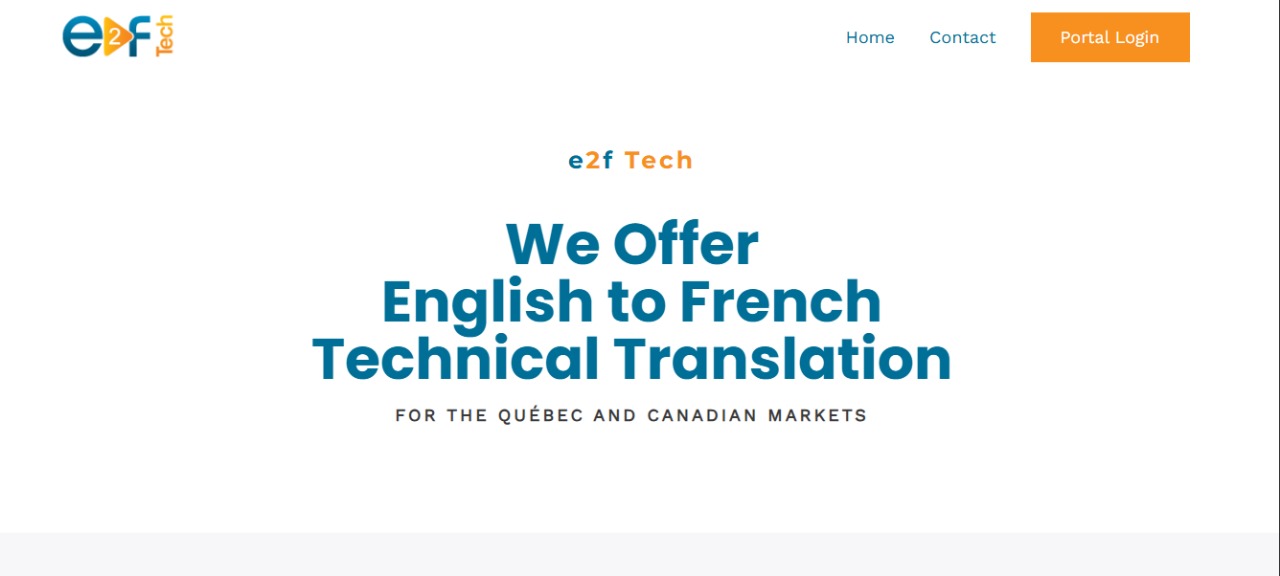 e2f Tech
Home Contact Portal Login
e2f Tech
We Offer
English to French
Technical Translation
FOR THE QUÉBEC AND CANADIAN MARKETS